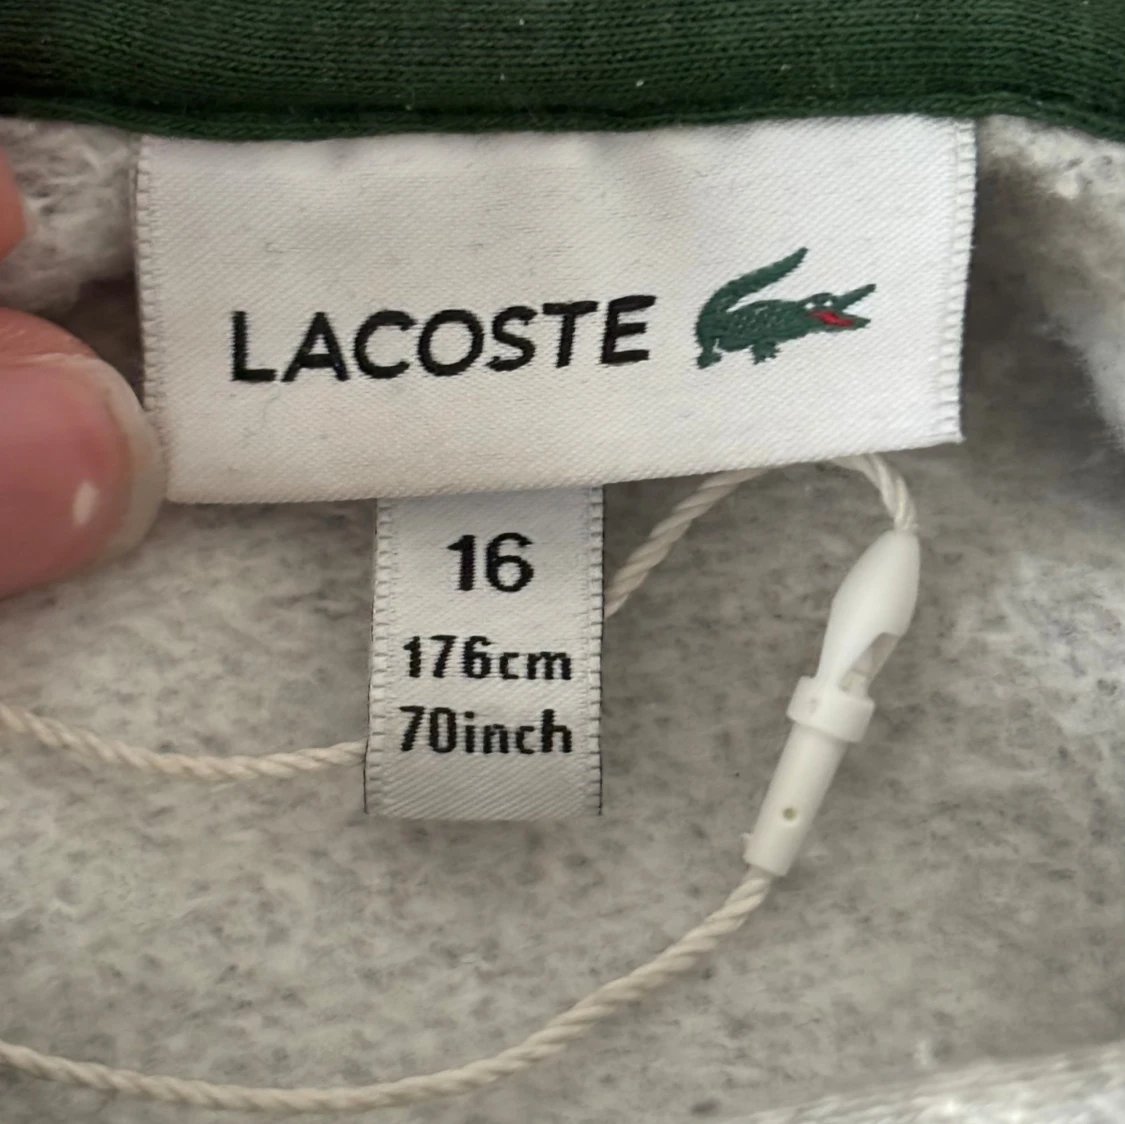 LACOSTE
16
176cm
70inch